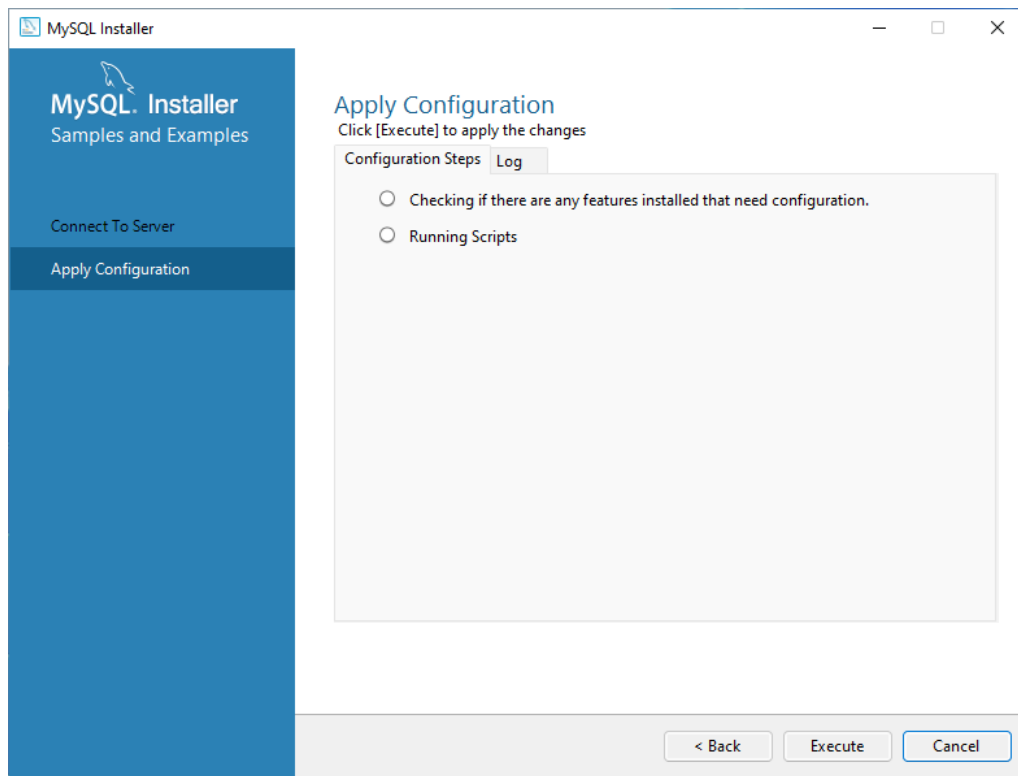 MySQL Installer
MySQL. Installer
Samples and Examples
Connect To Server
Apply Configuration
Apply Configuration
Click [Execute] to apply the changes
Configuration Steps
Log
Checking if there are any features installed that need configuration.
Running Scripts
< Back
Execute
Cancel